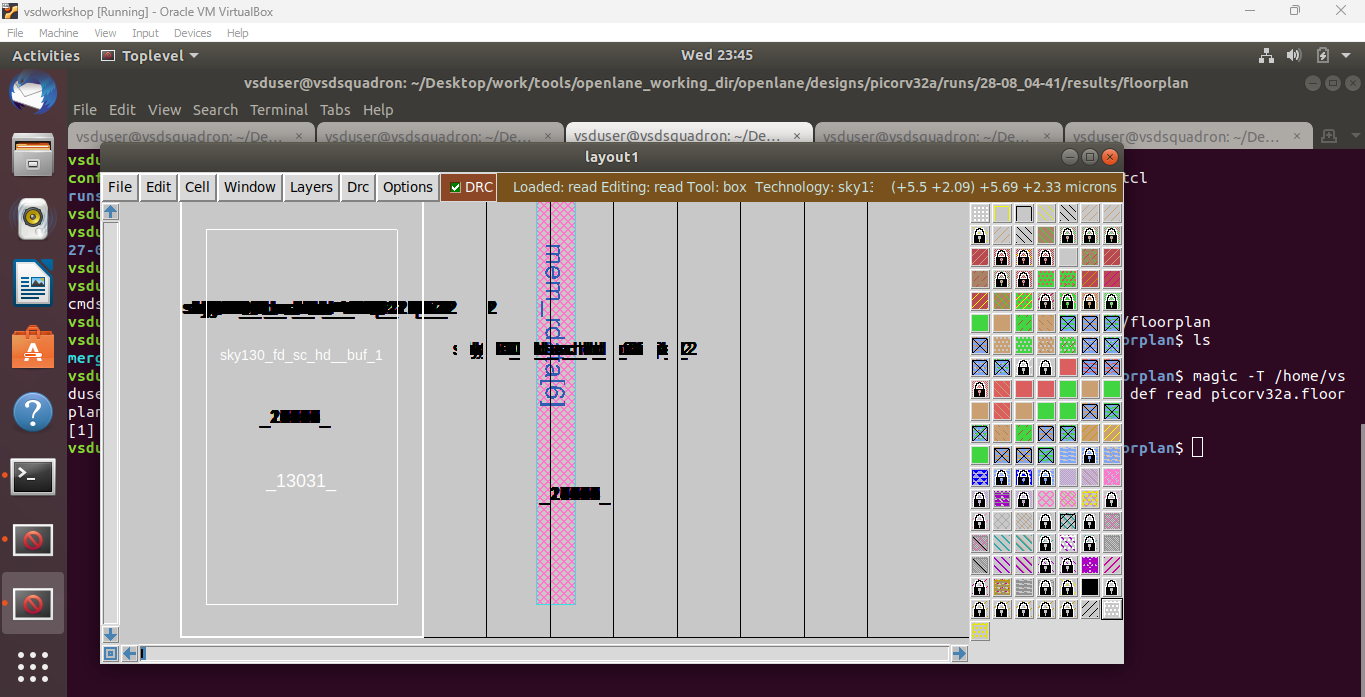 vsdworkshop [Running] - Oracle VM VirtualBox
File Machine View Input Devices Help
Activities Toplevel Wed 23:45
vsduser@vsdsquadron: ~/Desktop/work/tools/openlane_working_dir/openlane/designs/picorv32a/runs/28-08_04-41/results/floorplan
File Edit View Search Terminal Tabs Help
vsduser@vsdsquadron: ~/De... × vsduser@vsdsquadron: ~/De... × vsduser@vsdsquadron: ~/De... × vsduser@vsdsquadron: ~/De... × vsduser@vsdsquadron: ~/De... ×
layout1
File Edit Cell Window Layers Drc Options DRC Loaded: read Editing: read Tool: box Technology: sky13 (+5.5 +2.09) +5.69 +2.33 microns
vsdu
conf tcl
runs
vsdu
vsdu
27-0
vsdu
vsdu
cmds
vsdu /floorplan
vsdu orplan$ ls
merg
vsdu orplan$ magic -T /home/vs
duse def read picorv32a.floor
plan
[1]
vsdu orplan$
sky130_fd_sc_hd__buf_1
_13031_